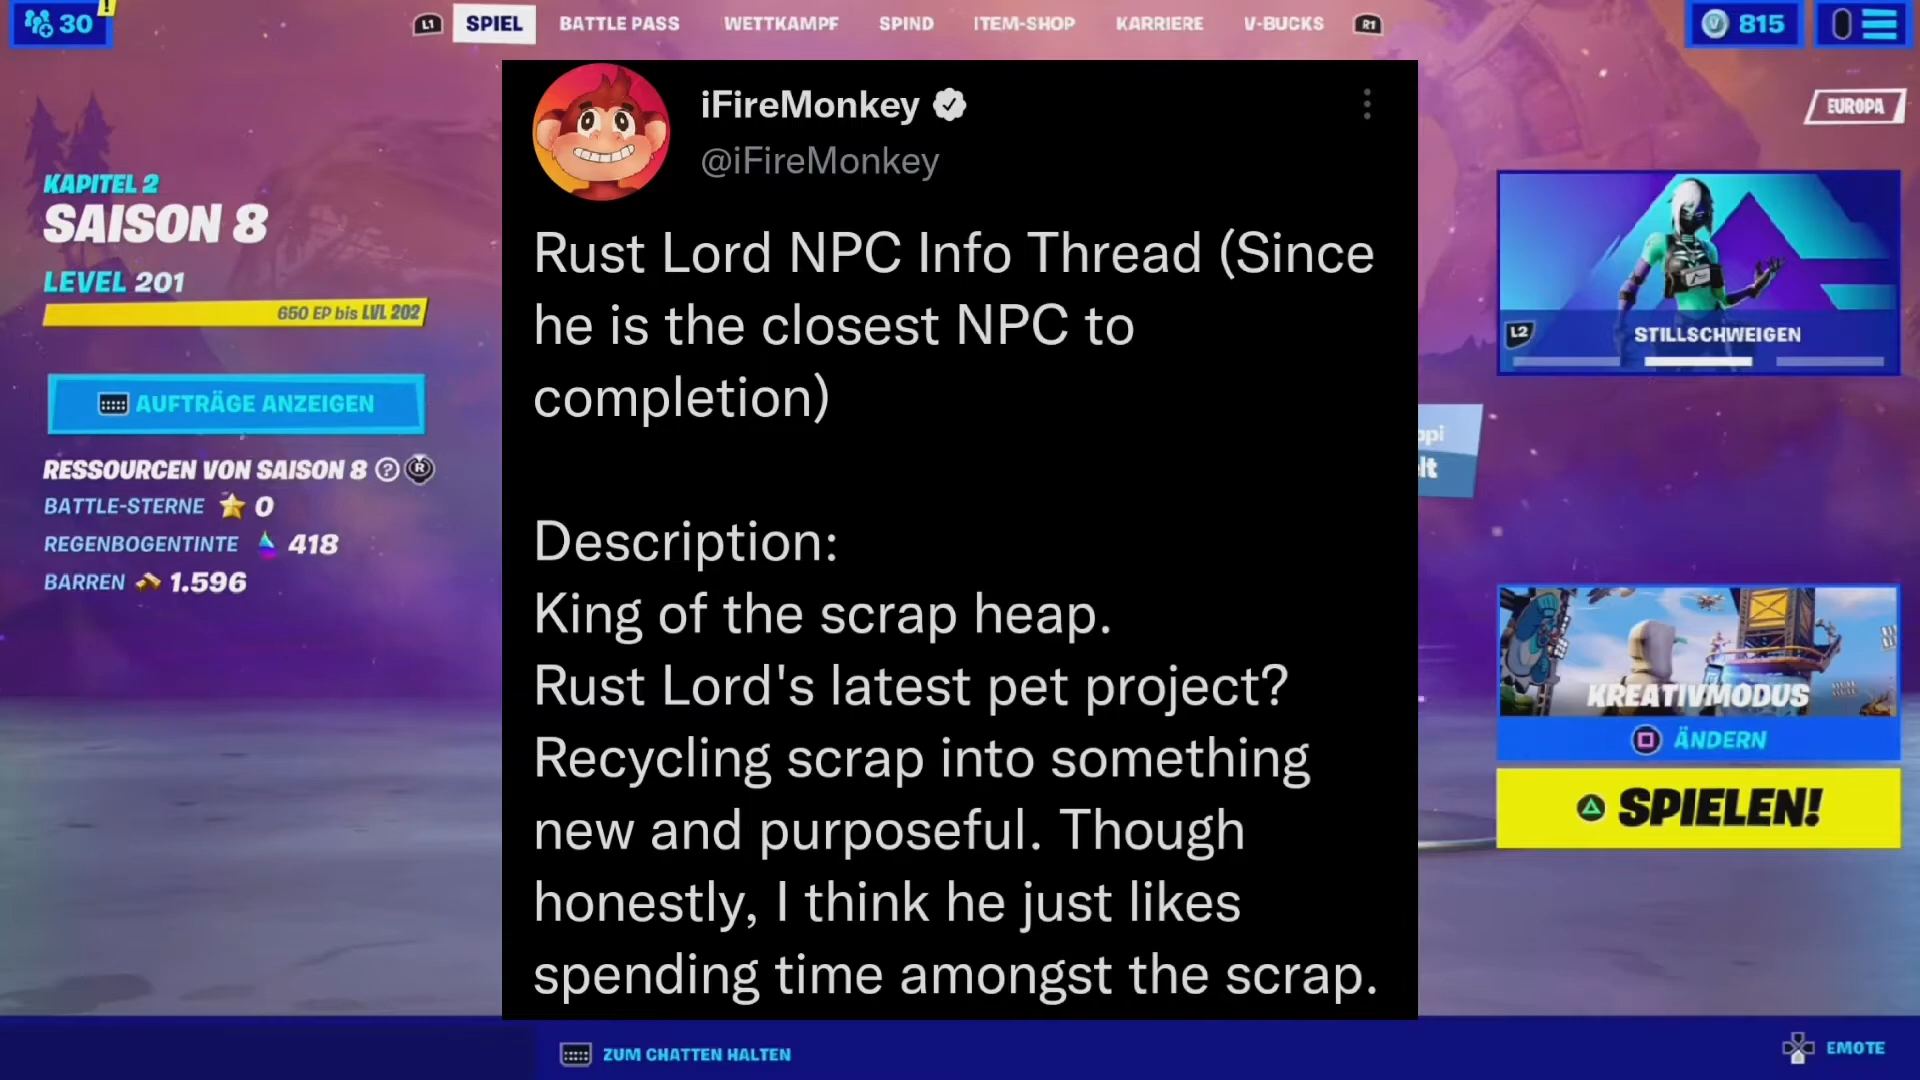 30
!
L1
SPIEL
BATTLE PASS
WETTKAMPF
SPIND
ITEM-SHOP
KARRIERE
V-BUCKS
R1
815
EUROPA
KAPITEL 2
SAISON 8
LEVEL 201
650 EP bis LVL 202
AUFTRÄGE ANZEIGEN
RESSOURCEN VON SAISON 8 ? R
BATTLE-STERNE 0
REGENBOGENTINTE 418
BARREN 1.596
iFireMonkey
@iFireMonkey
Rust Lord NPC Info Thread (Since
he is the closest NPC to
completion)
Description:
King of the scrap heap.
Rust Lord's latest pet project?
Recycling scrap into something
new and purposeful. Though
honestly, I think he just likes
spending time amongst the scrap.
L2
STILLSCHWEIGEN
KREATIVMODUS
ÄNDERN
SPIELEN!
ZUM CHATTEN HALTEN
EMOTE